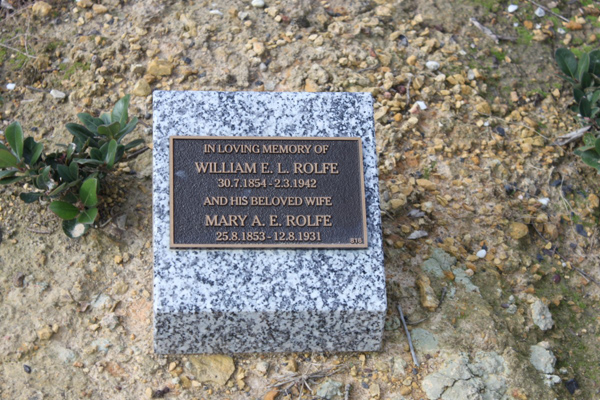 IN LOVING MEMORY OF
WILLIAM E. L. ROLFE
30.7.1854 - 2.3.1942
AND HIS BELOVED WIFE
MARY A. E. ROLFE
25.8.1853 - 12.8.1931
816